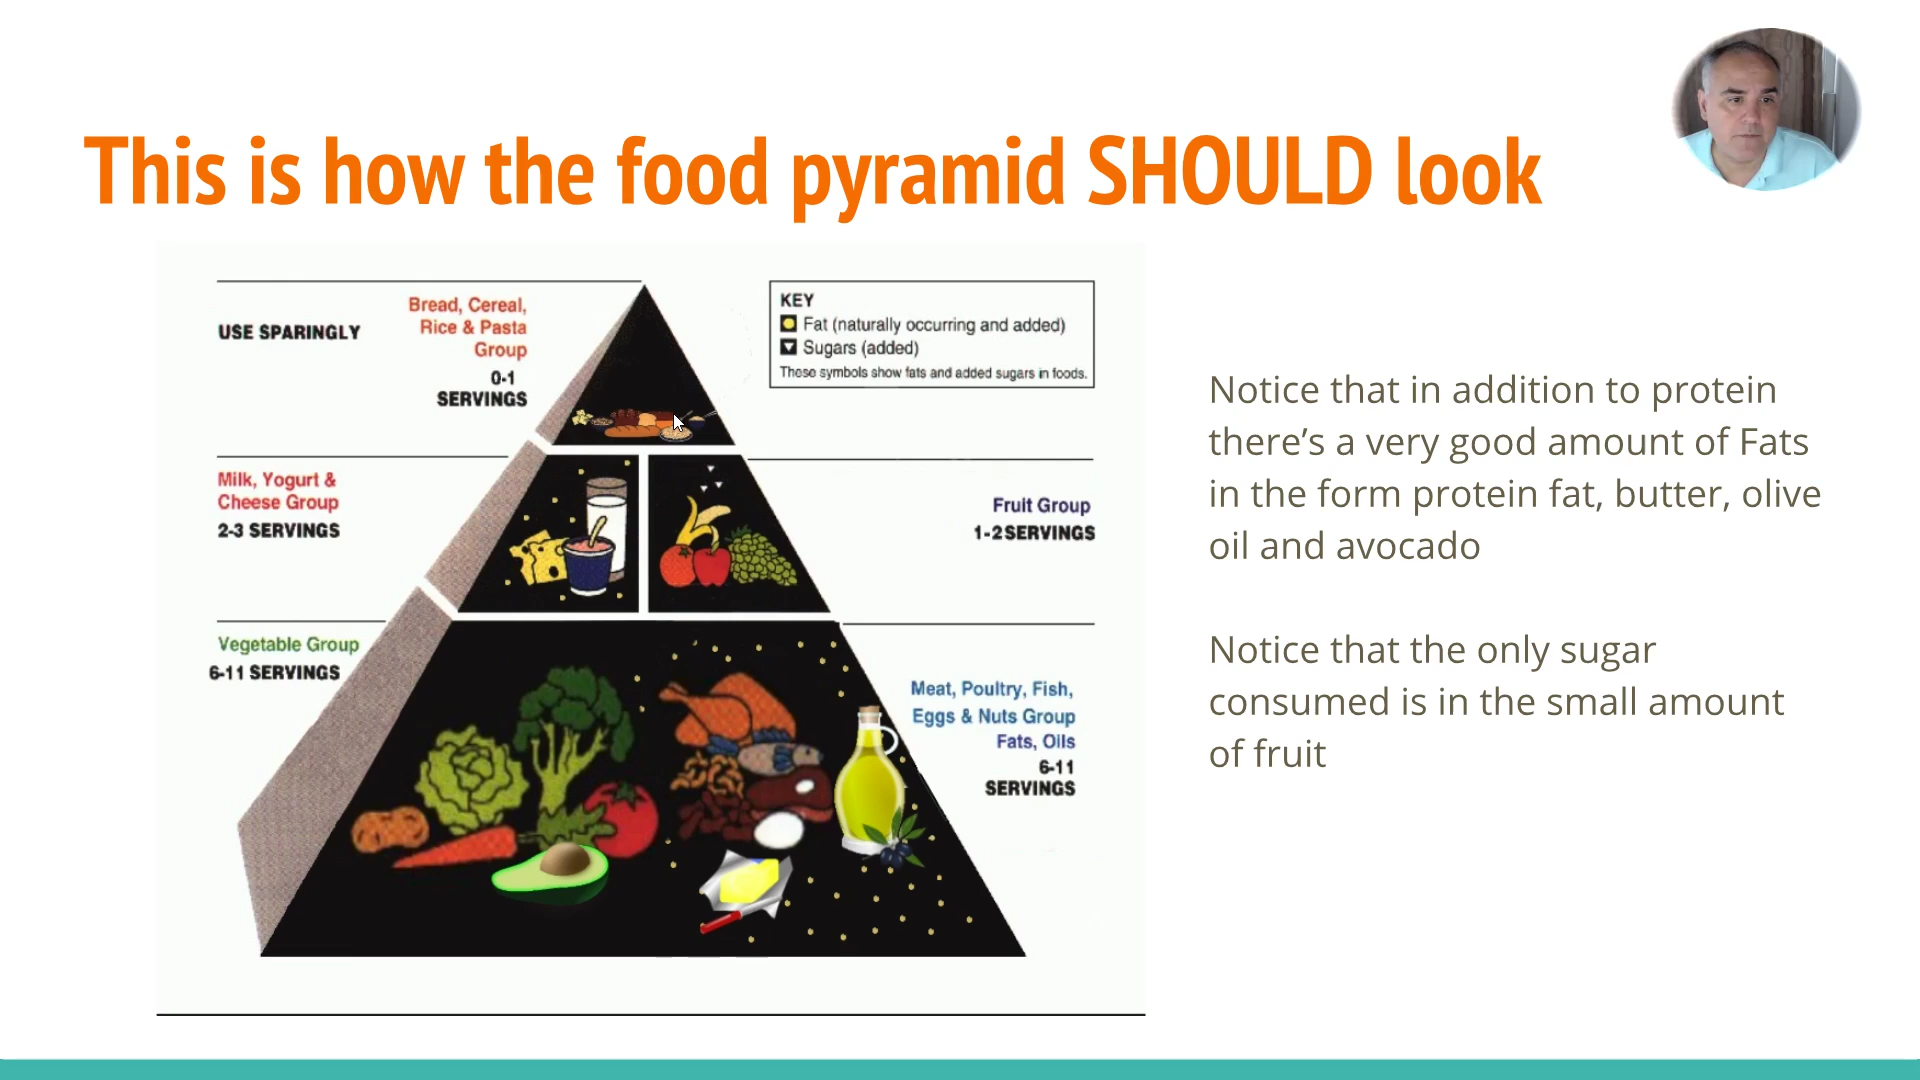 This is how the food pyramid SHOULD look
USE SPARINGLY
Bread, Cereal,
Rice & Pasta
Group
0-1
SERVINGS
KEY
Fat (naturally occurring and added)
Sugars (added)
These symbols show fats and added sugars in foods.
Milk, Yogurt &
Cheese Group
2-3 SERVINGS
Fruit Group
1-2 SERVINGS
Vegetable Group
6-11 SERVINGS
Meat, Poultry, Fish,
Eggs & Nuts Group
Fats, Oils
6-11
SERVINGS
Notice that in addition to protein
there’s a very good amount of Fats
in the form protein fat, butter, olive
oil and avocado
Notice that the only sugar
consumed is in the small amount
of fruit